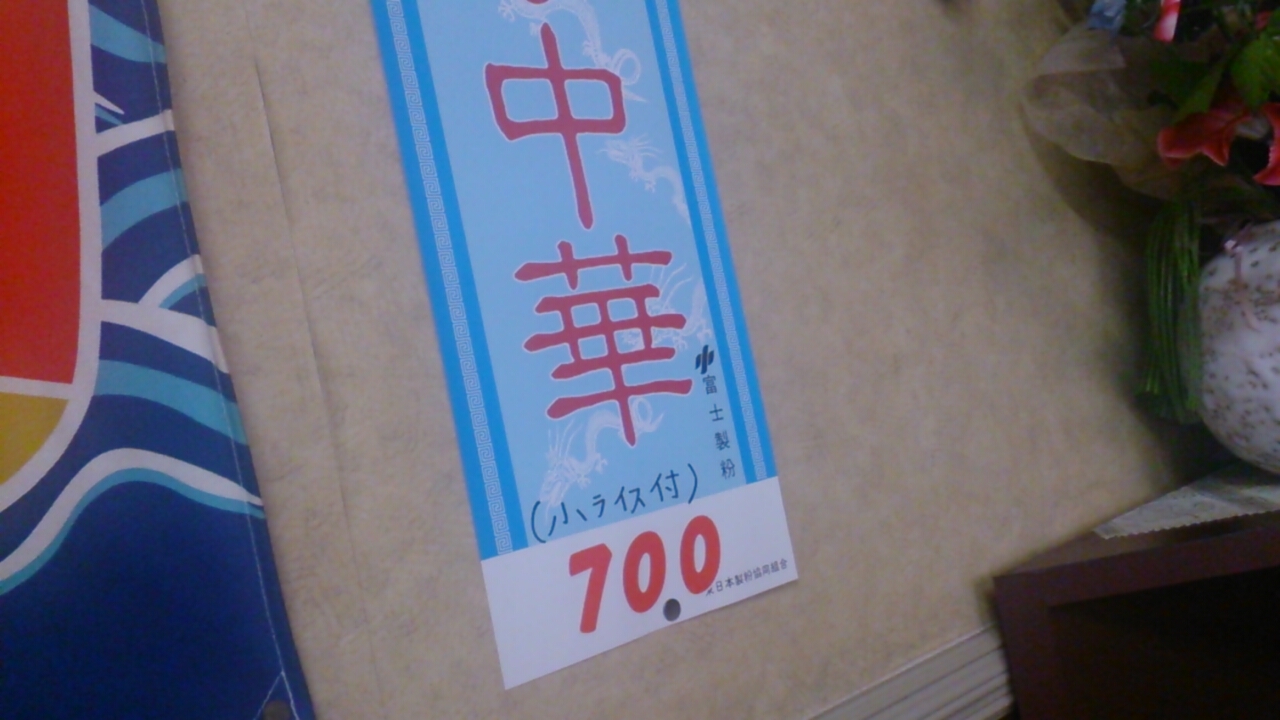 中華
富士製粉
(小ライス付)
700
東日本製粉協同組合